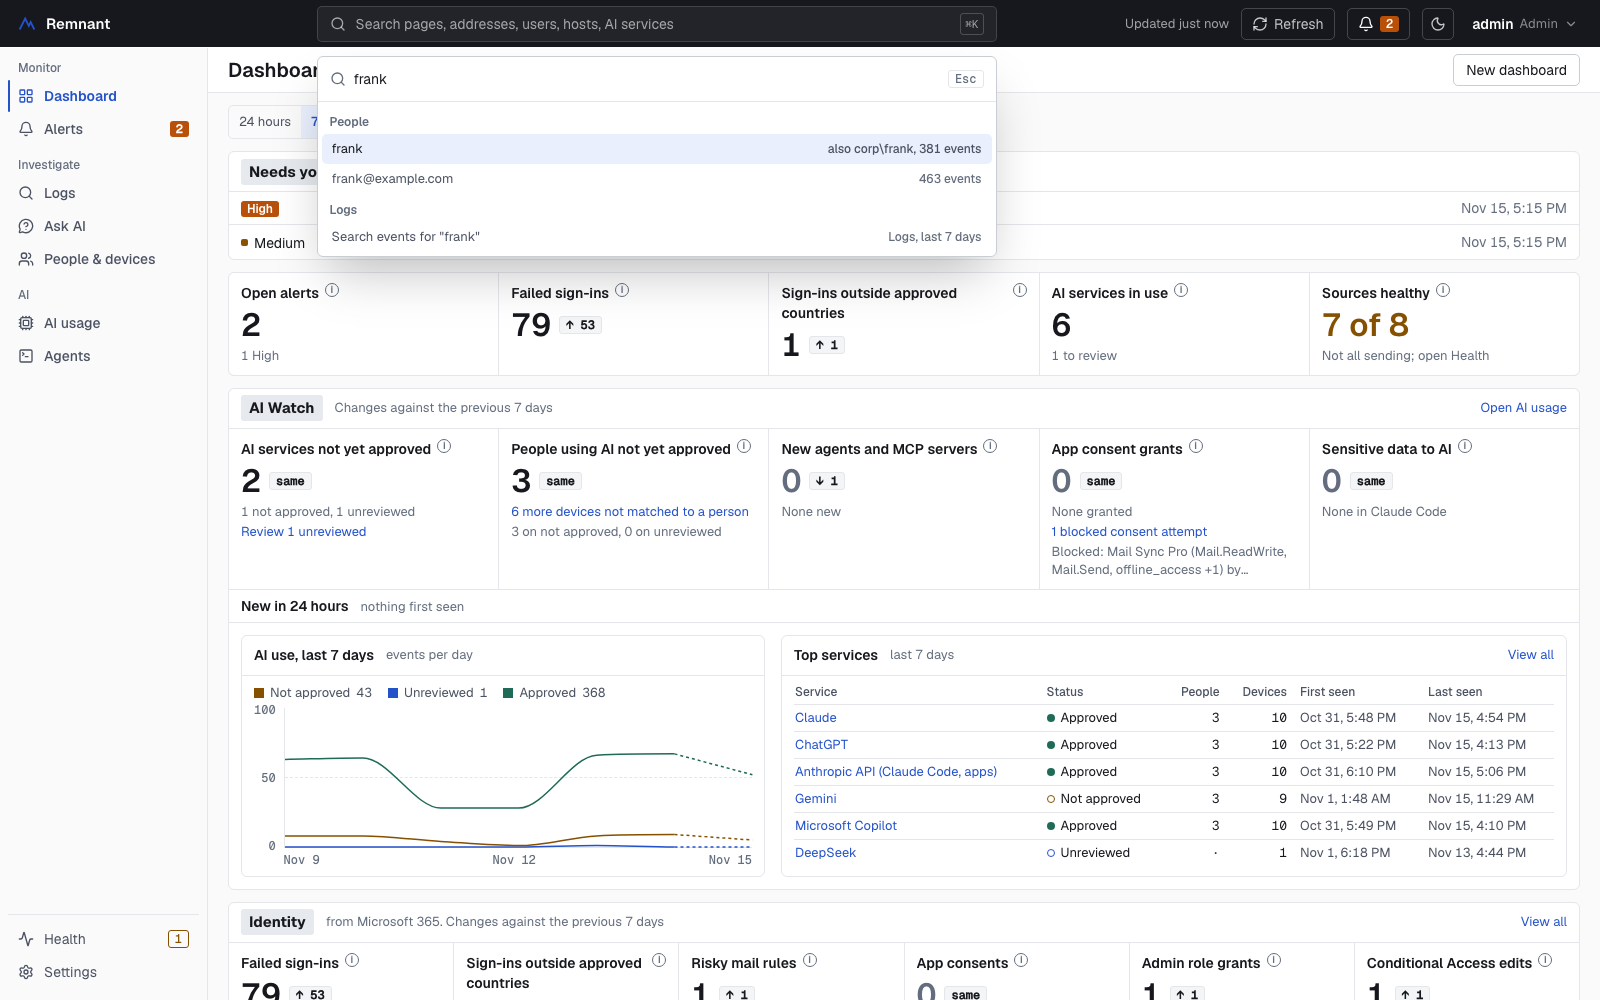 Remnant
Search pages, addresses, users, hosts, AI services
⌘K
Updated just now
Refresh
2
admin Admin
Monitor
Dashboard
Alerts 2
Investigate
Logs
Ask AI
People & devices
AI
AI usage
Agents
Health 1
Settings
New dashboard
frank
Esc
People
frank also corp\frank, 381 events
frank@example.com 463 events
Logs
Search events for "frank" Logs, last 7 days
24 hours
High Nov 15, 5:15 PM
Medium Nov 15, 5:15 PM
Open alerts
2
1 High
Failed sign-ins
79 ↑ 53
Sign-ins outside approved
countries
1 ↑ 1
AI services in use
6
1 to review
Sources healthy
7 of 8
Not all sending; open Health
AI Watch Changes against the previous 7 days Open AI usage
AI services not yet approved
2 same
1 not approved, 1 unreviewed
Review 1 unreviewed
People using AI not yet approved
3 same
6 more devices not matched to a person
3 on not approved, 0 on unreviewed
New agents and MCP servers
0 ↓ 1
None new
App consent grants
0 same
None granted
1 blocked consent attempt
Blocked: Mail Sync Pro (Mail.ReadWrite,
Mail.Send, offline_access +1) by…
Sensitive data to AI
0 same
None in Claude Code
New in 24 hours nothing first seen
AI use, last 7 days events per day
Not approved 43 Unreviewed 1 Approved 368
100
50
0
Nov 9 Nov 12 Nov 15
Top services last 7 days View all
Service Status People Devices First seen Last seen
Claude Approved 3 10 Oct 31, 5:48 PM Nov 15, 4:54 PM
ChatGPT Approved 3 10 Oct 31, 5:22 PM Nov 15, 4:13 PM
Anthropic API (Claude Code, apps) Approved 3 10 Oct 31, 6:10 PM Nov 15, 5:06 PM
Gemini Not approved 3 9 Nov 1, 1:48 AM Nov 15, 11:29 AM
Microsoft Copilot Approved 3 10 Oct 31, 5:49 PM Nov 15, 4:10 PM
DeepSeek Unreviewed · 1 Nov 1, 6:18 PM Nov 13, 4:44 PM
Identity from Microsoft 365. Changes against the previous 7 days View all
Failed sign-ins
79 ↑ 53
Sign-ins outside approved
countries
Risky mail rules
1 ↑ 1
App consents
0 same
Admin role grants
1 ↑ 1
Conditional Access edits
1 ↑ 1